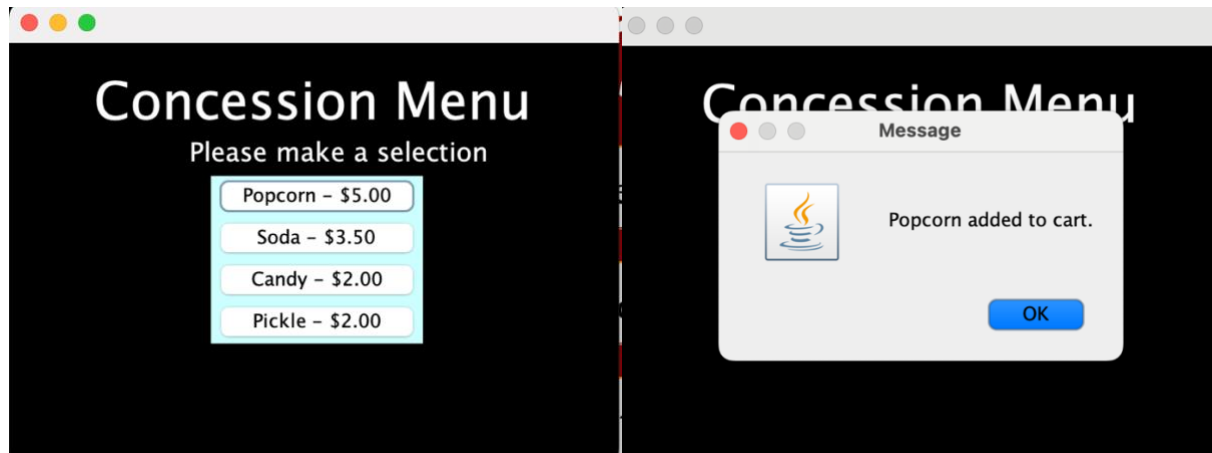 Concession Menu
Please make a selection
Popcorn – $5.00
Soda – $3.50
Candy – $2.00
Pickle – $2.00
Concession Menu
Message
Popcorn added to cart.
OK